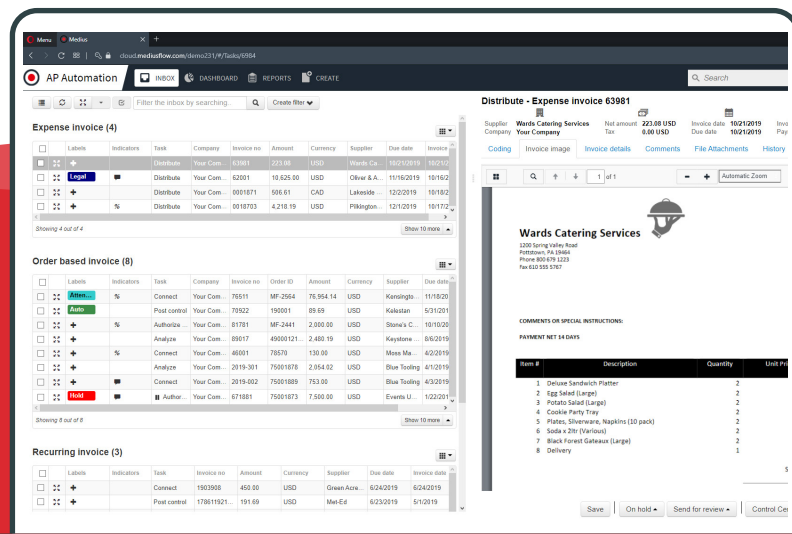 Menu Medius × +
cloud.mediusflow.com/demo231/#/Tasks/6984
AP Automation INBOX DASHBOARD REPORTS CREATE Search
Filter the inbox by searching. Create filter
Expense invoice (4)
Labels Indicators Task Company Invoice no Amount Currency Supplier Due date Invoice
Distribute Your Com... 63981 223.08 USD Wards Ca... 10/21/2019 10/21/2
Legal Distribute Your Com... 62001 10,625.00 USD Oliver & A... 11/16/2019 10/16/2
Distribute Your Com... 0001871 506.61 CAD Lakeside ... 12/2/2019 10/18/2
Distribute Your Com... 0018703 4,218.19 USD Pilkington... 12/1/2019 10/17/2
Showing 4 out of 4 Show 10 more
Order based invoice (8)
Labels Indicators Task Company Invoice no Order ID Amount Currency Supplier Due date
Atten... Connect Your Com... 76511 MF-2564 76,954.14 USD Kensingto... 11/18/20
Auto Post control Your Com... 70922 190001 89.69 USD Kelestan 5/31/201
Authorize ... Your Com... 81781 MF-2441 2,000.00 USD Stone's C... 10/10/20
Analyze Your Com... 89017 49000121... 2,480.19 USD Keystone ... 8/6/2019
Connect Your Com... 46001 78570 130.00 USD Moss Ma... 4/2/2019
Analyze Your Com... 2019-301 75001878 2,054.02 USD Blue Tooling 4/1/2019
Connect Your Com... 2019-002 75001889 753.00 USD Blue Tooling 4/3/2019
Hold Author... Your Com... 671881 75001873 7,500.00 USD Events U... 1/22/201
Showing 8 out of 8 Show 10 more
Recurring invoice (3)
Labels Indicators Task Invoice no Amount Currency Supplier Due date Invoice date
Connect 1903908 450.00 USD Green Acre... 6/24/2019 6/24/2019
Post control 178611921... 191.69 USD Met-Ed 6/23/2019 5/1/2019
Distribute - Expense invoice 63981
Supplier Wards Catering Services Net amount 223.08 USD Invoice date 10/21/2019 Invo
Company Your Company Tax 0.00 USD Due date 10/21/2019 Pay
Coding Invoice image Invoice details Comments File Attachments History
1 of 1 - + Automatic Zoom
Wards Catering Services
1200 Spring Valley Road
Pottstown, PA 19464
Phone 800 679 1223
Fax 610 555 5767
COMMENTS OR SPECIAL INSTRUCTIONS:
PAYMENT NET 14 DAYS
Item # Description Quantity Unit Pri
1 Deluxe Sandwich Platter 2
2 Egg Salad (Large) 2
3 Potato Salad (Large) 2
4 Cookie Party Tray 2
5 Plates, Silverware, Napkins (10 pack) 2
6 Soda x 2ltr (Various) 2
7 Black Forest Gateaux (Large) 2
8 Delivery 1
S
Save On hold Send for review Control Cen